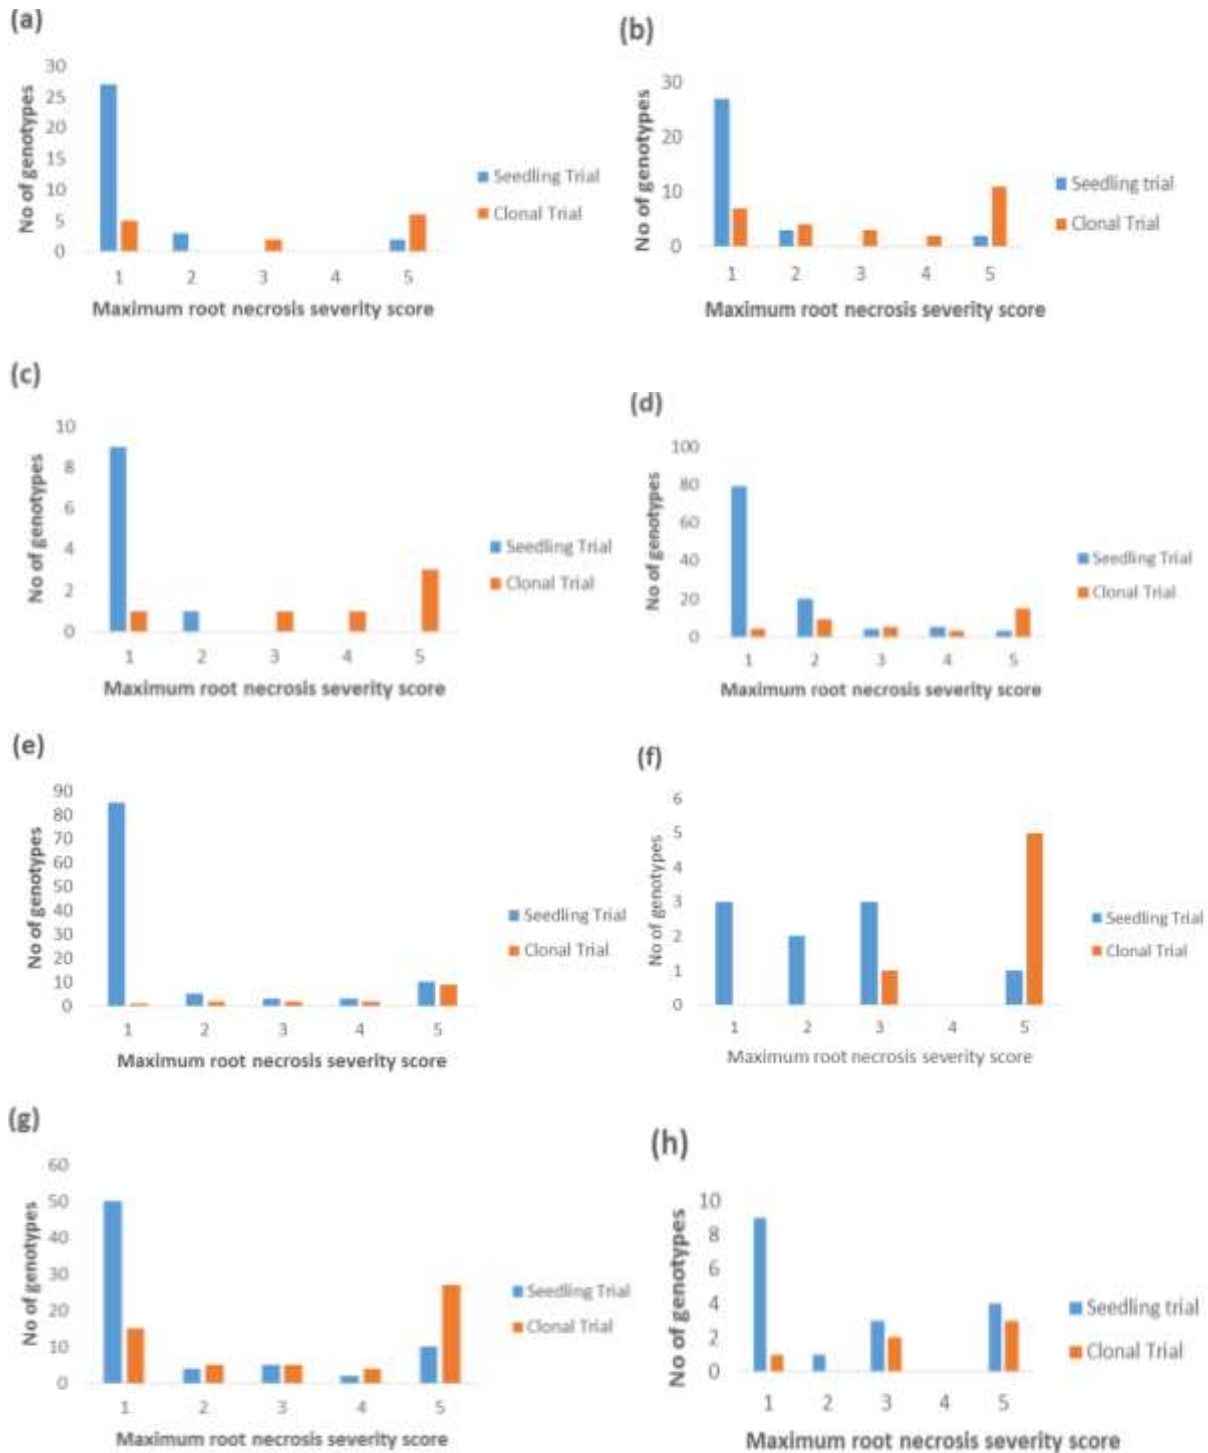 (a)
30
25
20
15
10
5
0
No of genotypes
1 2 3 4 5
Maximum root necrosis severity score
Seedling Trial
Clonal Trial
(b)
30
20
10
0
No of genotypes
1 2 3 4 5
Maximum root necrosis severity score
Seedling trial
Clonal Trial
(c)
10
8
6
4
2
0
No of genotypes
1 2 3 4 5
Maximum root necrosis severity score
Seedling Trial
Clonal Trial
(d)
100
80
60
40
20
0
No of genotypes
1 2 3 4 5
Maximum root necrosis severity score
Seedling Trial
Clonal Trial
(e)
90
80
70
60
50
40
30
20
10
0
No of genotypes
1 2 3 4 5
Maximum root necrosis severity score
Seedling Trial
Clonal Trial
(f)
6
5
4
3
2
1
0
No of genotypes
1 2 3 4 5
Maximum root necrosis severity score
Seedling Trial
Clonal Trial
(g)
60
50
40
30
20
10
0
No of genotypes
1 2 3 4 5
Maximum root necrosis severity score
Seedling Trial
Clonal Trial
(h)
10
8
6
4
2
0
No of genotypes
1 2 3 4 5
Maximum root necrosis severity score
Seedling trial
Clonal Trial